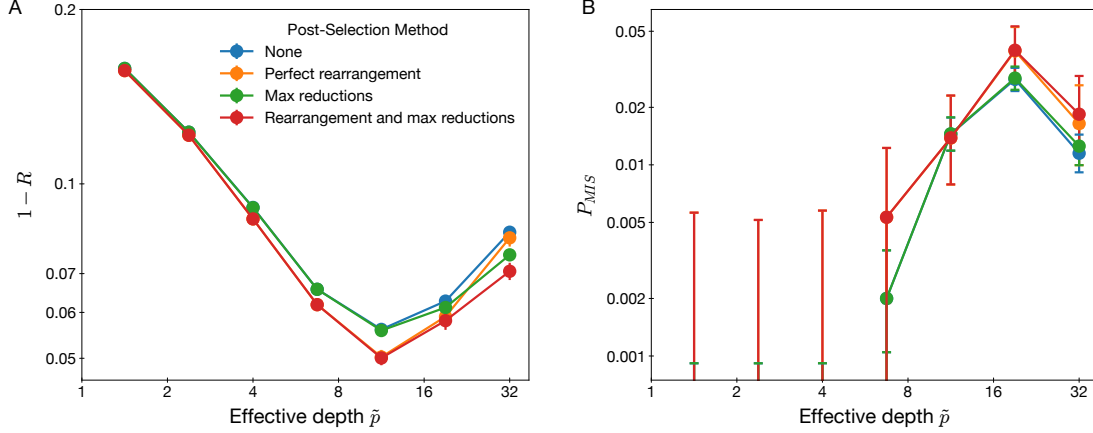 A
0.2
0.1
0.07
0.06
0.05
1 − R
1
2
4
8
16
32
Effective depth p̃
Post-Selection Method
None
Perfect rearrangement
Max reductions
Rearrangement and max reductions
B
0.05
0.02
0.01
0.005
0.002
0.001
P_{MIS}
1
2
4
8
16
32
Effective depth p̃